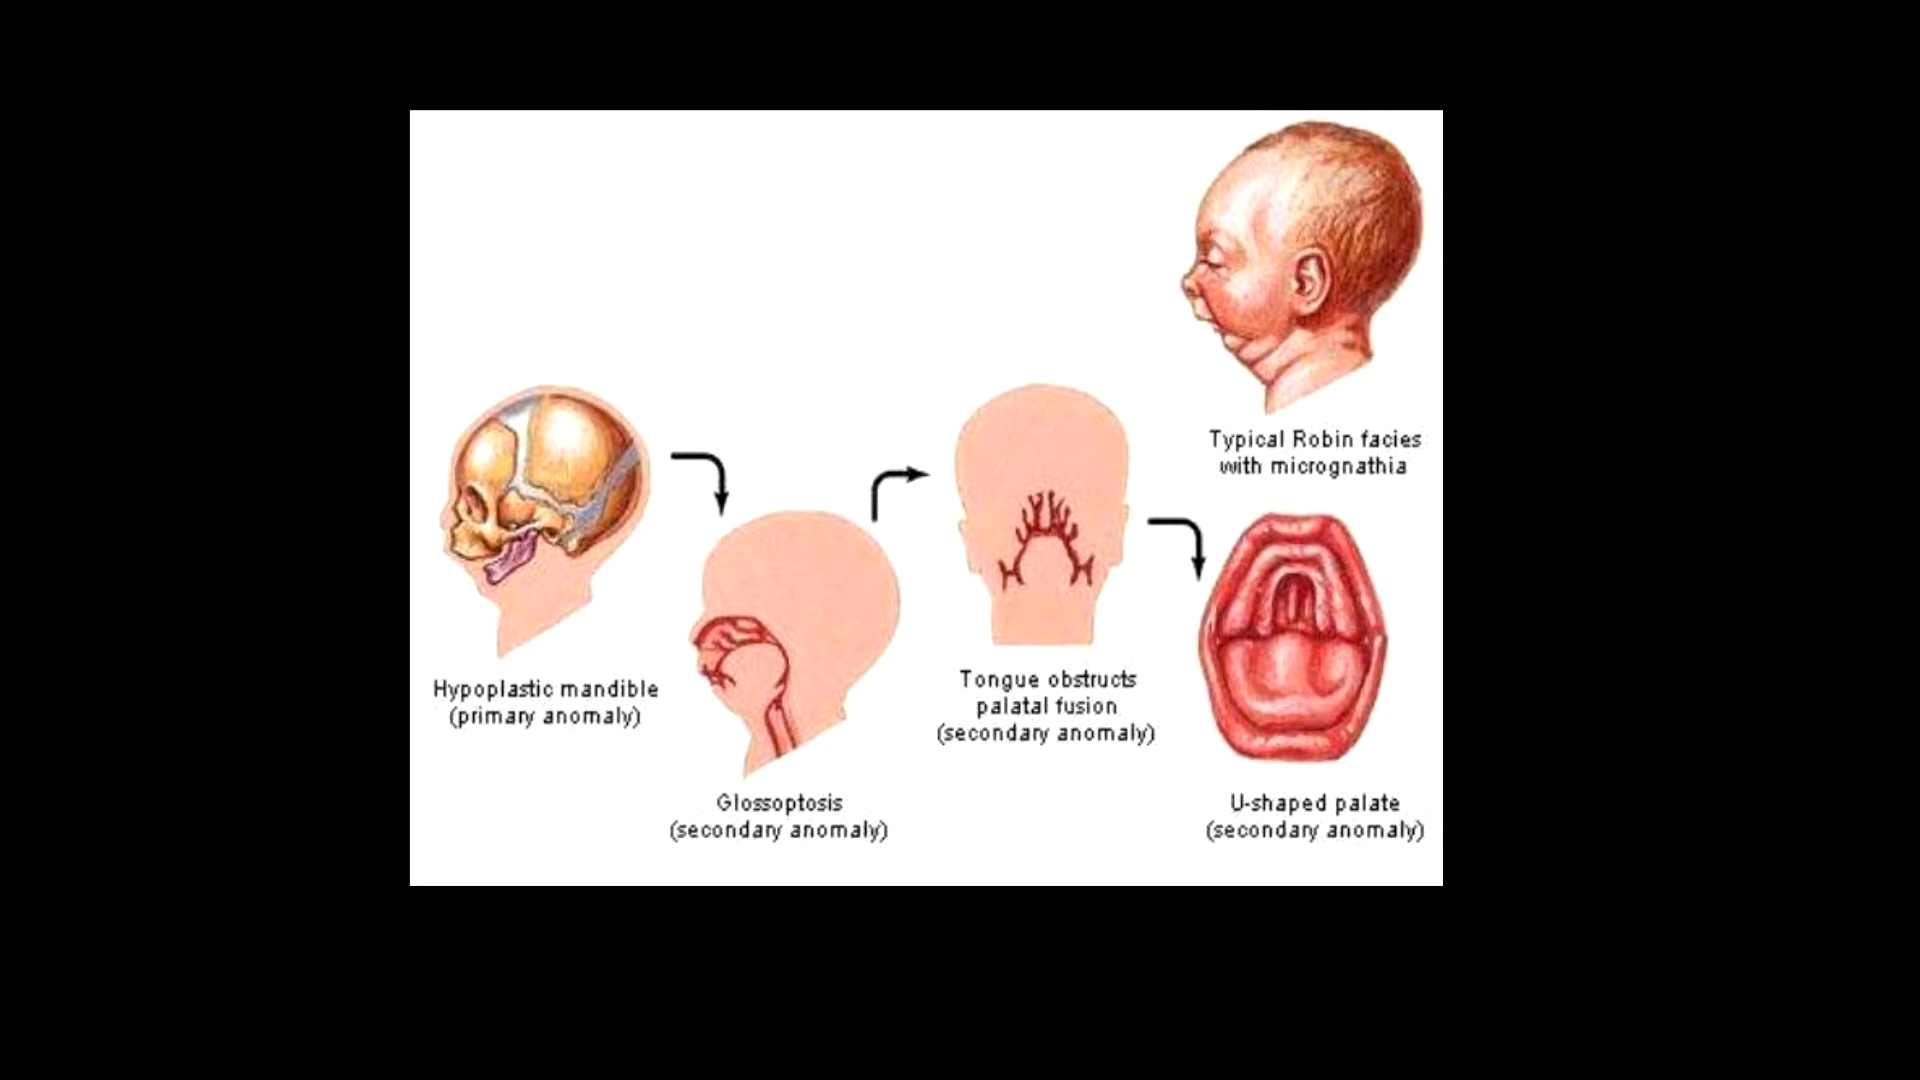 Typical Robin facies
with micrognathia
Hypoplastic mandible
(primary anomaly)
Glossoptosis
(secondary anomaly)
Tongue obstructs
palatal fusion
(secondary anomaly)
U-shaped palate
(secondary anomaly)